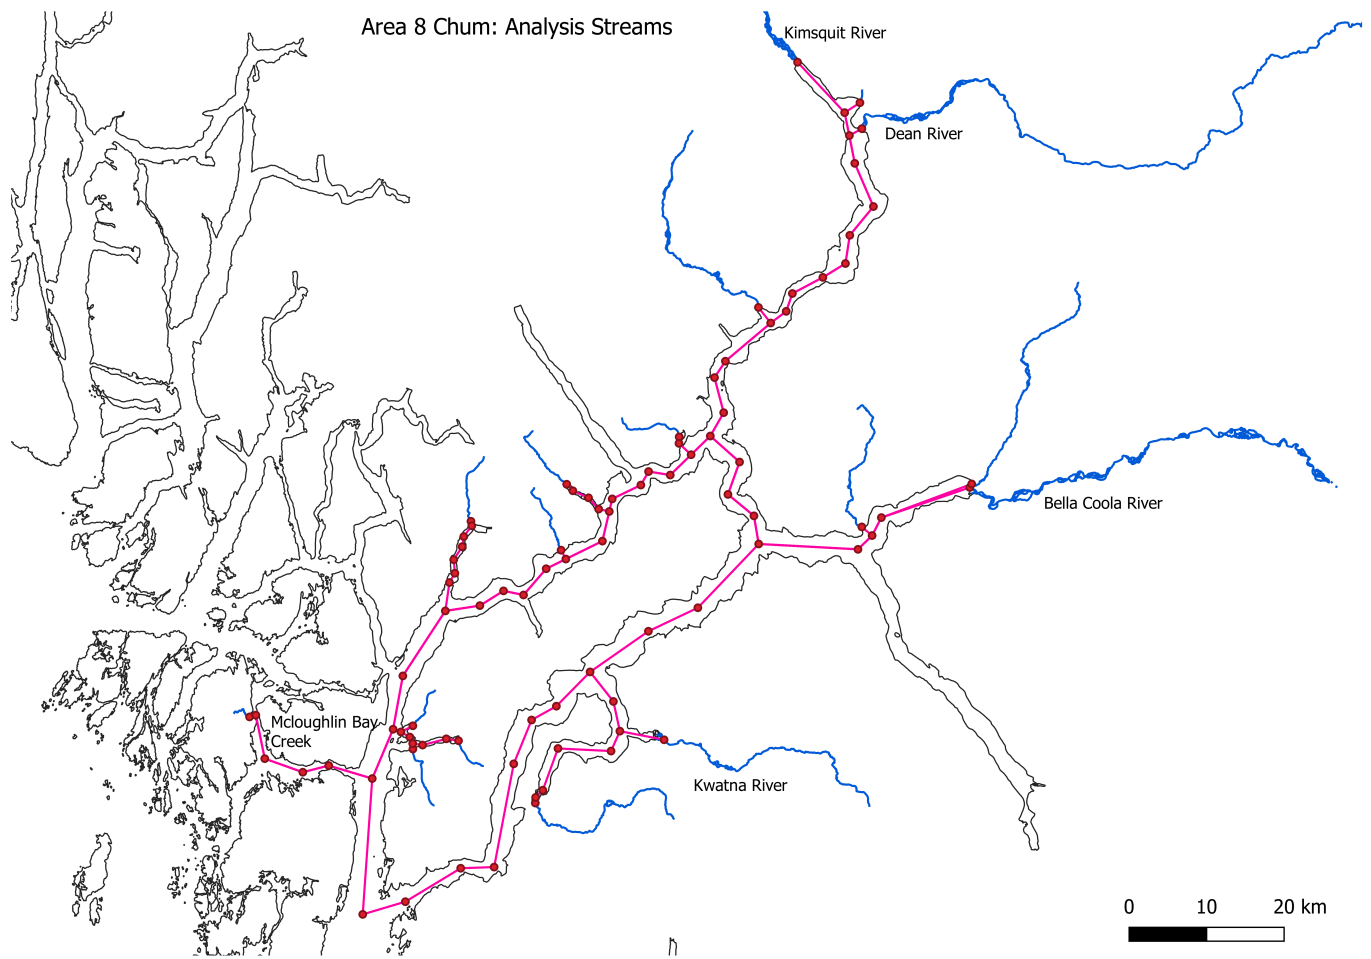 Area 8 Chum: Analysis Streams
Kimsquit River
Dean River
Bella Coola River
Mcloughlin Bay
Creek
Kwatna River
0 10 20 km